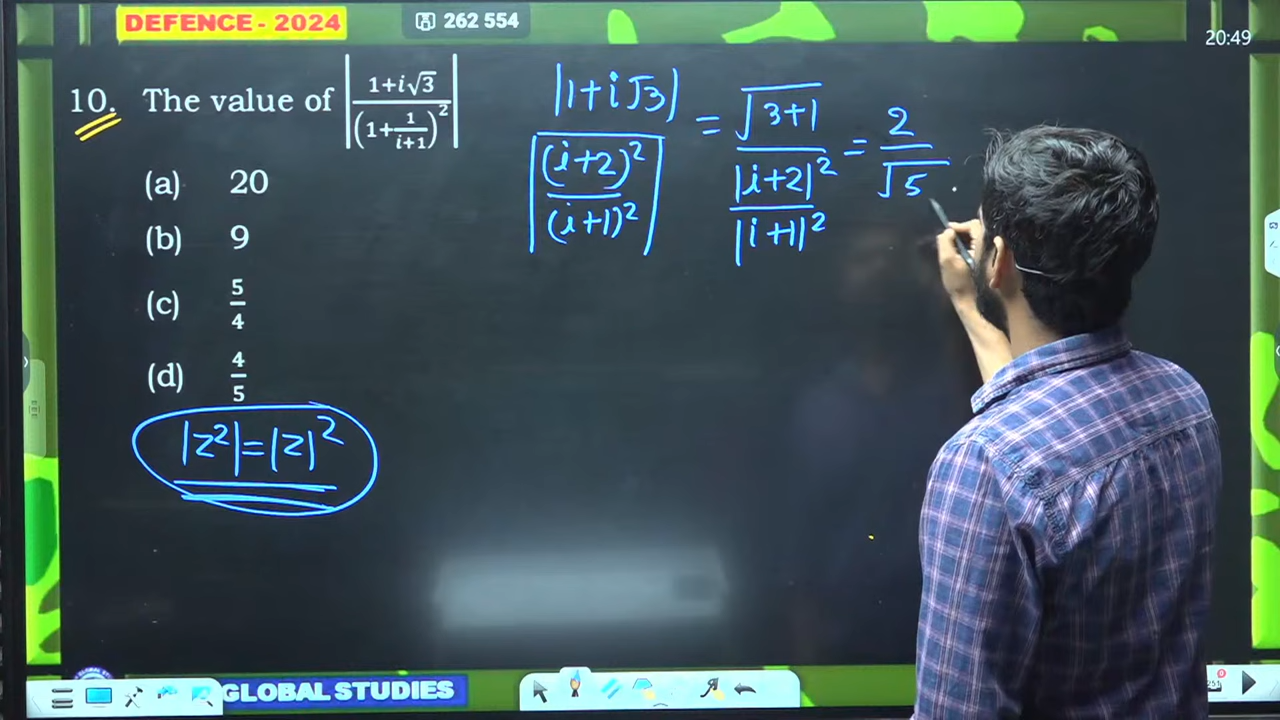 DEFENCE - 2024
262 554
20:49
10. The value of |(1+i√3)/(1+1/(i+1))²|
(a) 20
(b) 9
(c) 5/4
(d) 4/5
|z²|=|z|²
|1+i√3| / |(i+2)²/(i+1)²| = √(3+1) / (|i+2|²/|i+1|²) = 2/√5
GLOBAL STUDIES